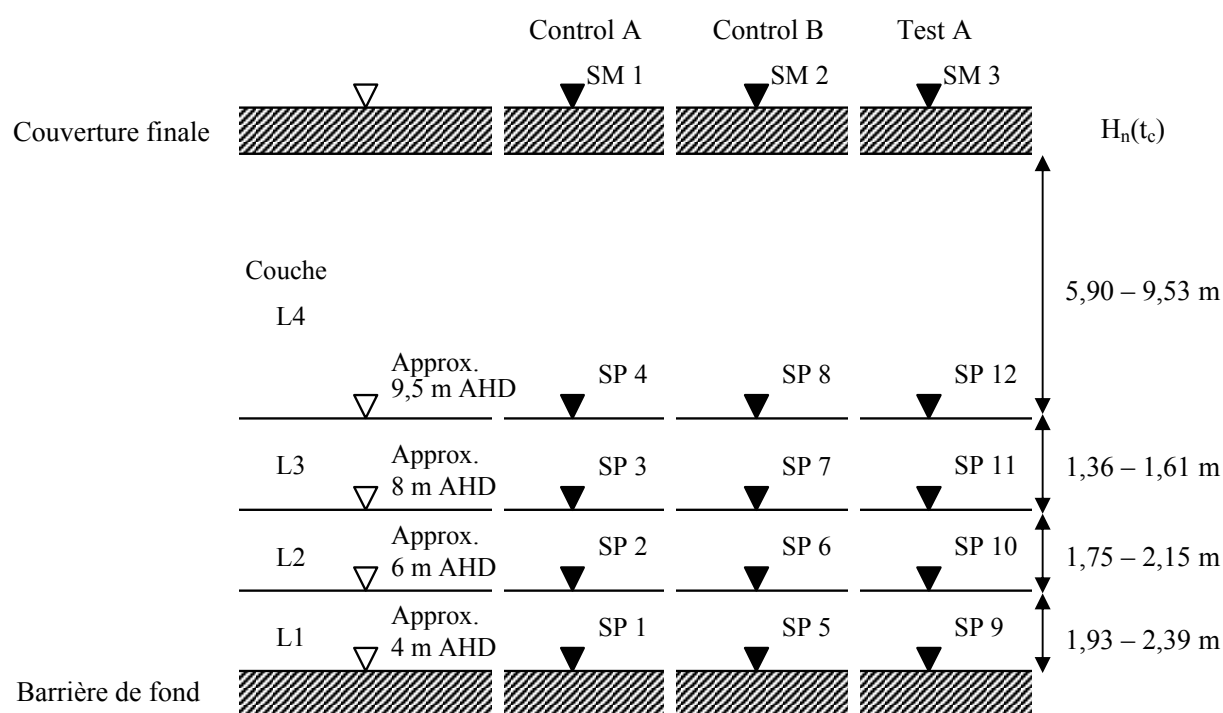 Control A Control B Test A
SM 1 SM 2 SM 3
Couverture finale
Hn(tc)
Couche
L4
5,90 – 9,53 m
Approx.
9,5 m AHD
SP 4 SP 8 SP 12
L3
Approx.
8 m AHD
SP 3 SP 7 SP 11
1,36 – 1,61 m
L2
Approx.
6 m AHD
SP 2 SP 6 SP 10
1,75 – 2,15 m
L1
Approx.
4 m AHD
SP 1 SP 5 SP 9
1,93 – 2,39 m
Barrière de fond